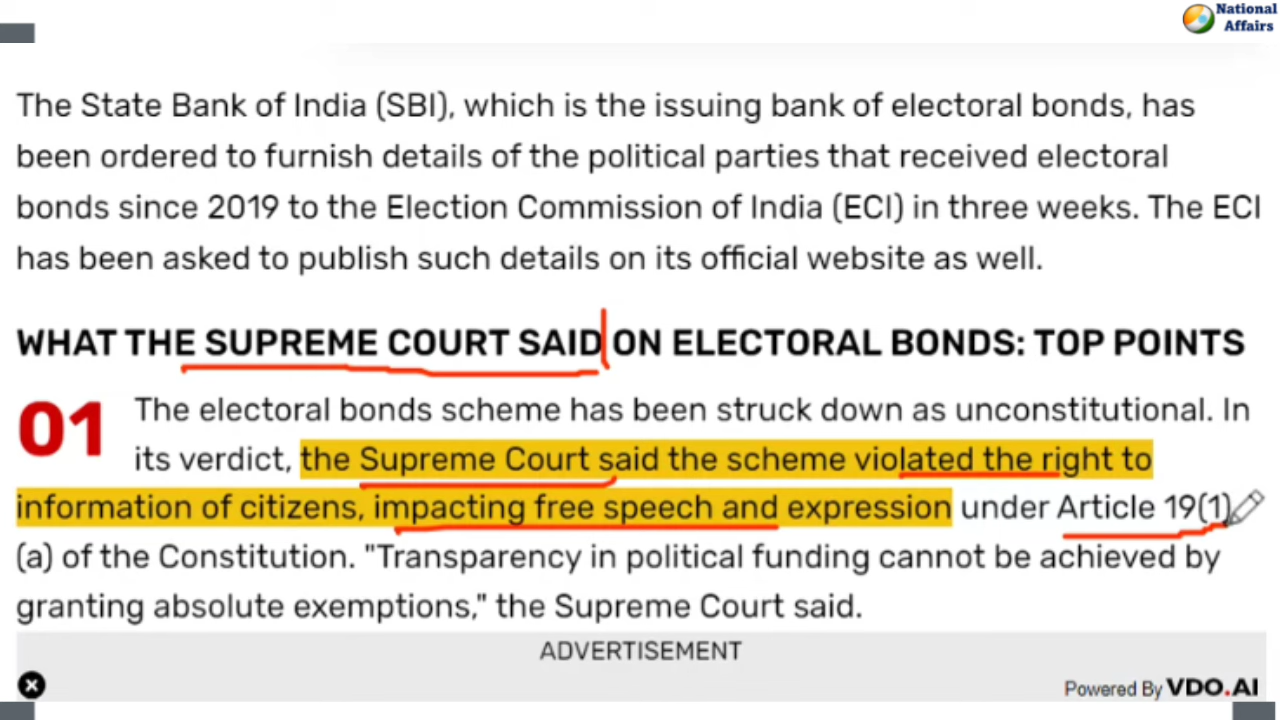 National
Affairs
The State Bank of India (SBI), which is the issuing bank of electoral bonds, has
been ordered to furnish details of the political parties that received electoral
bonds since 2019 to the Election Commission of India (ECI) in three weeks. The ECI
has been asked to publish such details on its official website as well.
WHAT THE SUPREME COURT SAID ON ELECTORAL BONDS: TOP POINTS
01 The electoral bonds scheme has been struck down as unconstitutional. In
its verdict, the Supreme Court said the scheme violated the right to
information of citizens, impacting free speech and expression under Article 19(1)
(a) of the Constitution. "Transparency in political funding cannot be achieved by
granting absolute exemptions," the Supreme Court said.
ADVERTISEMENT
Powered By VDO.AI